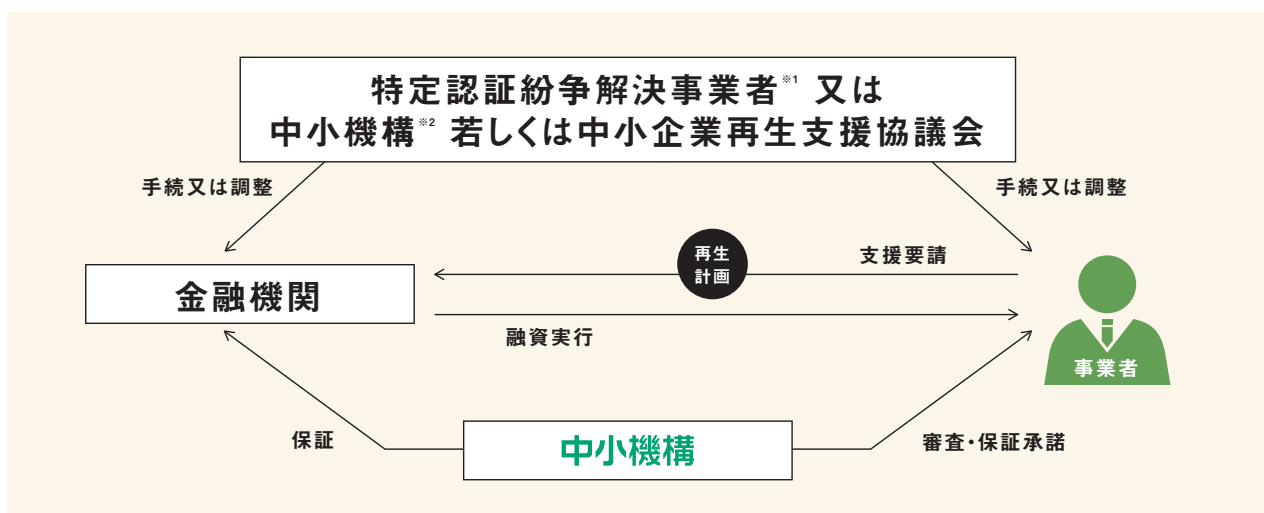 特定認証紛争解決事業者※1 又は
中小機構※2 若しくは中小企業再生支援協議会
手続又は調整
手続又は調整
再生
計画
支援要請
金融機関
融資実行
事業者
保証
中小機構
審査・保証承諾